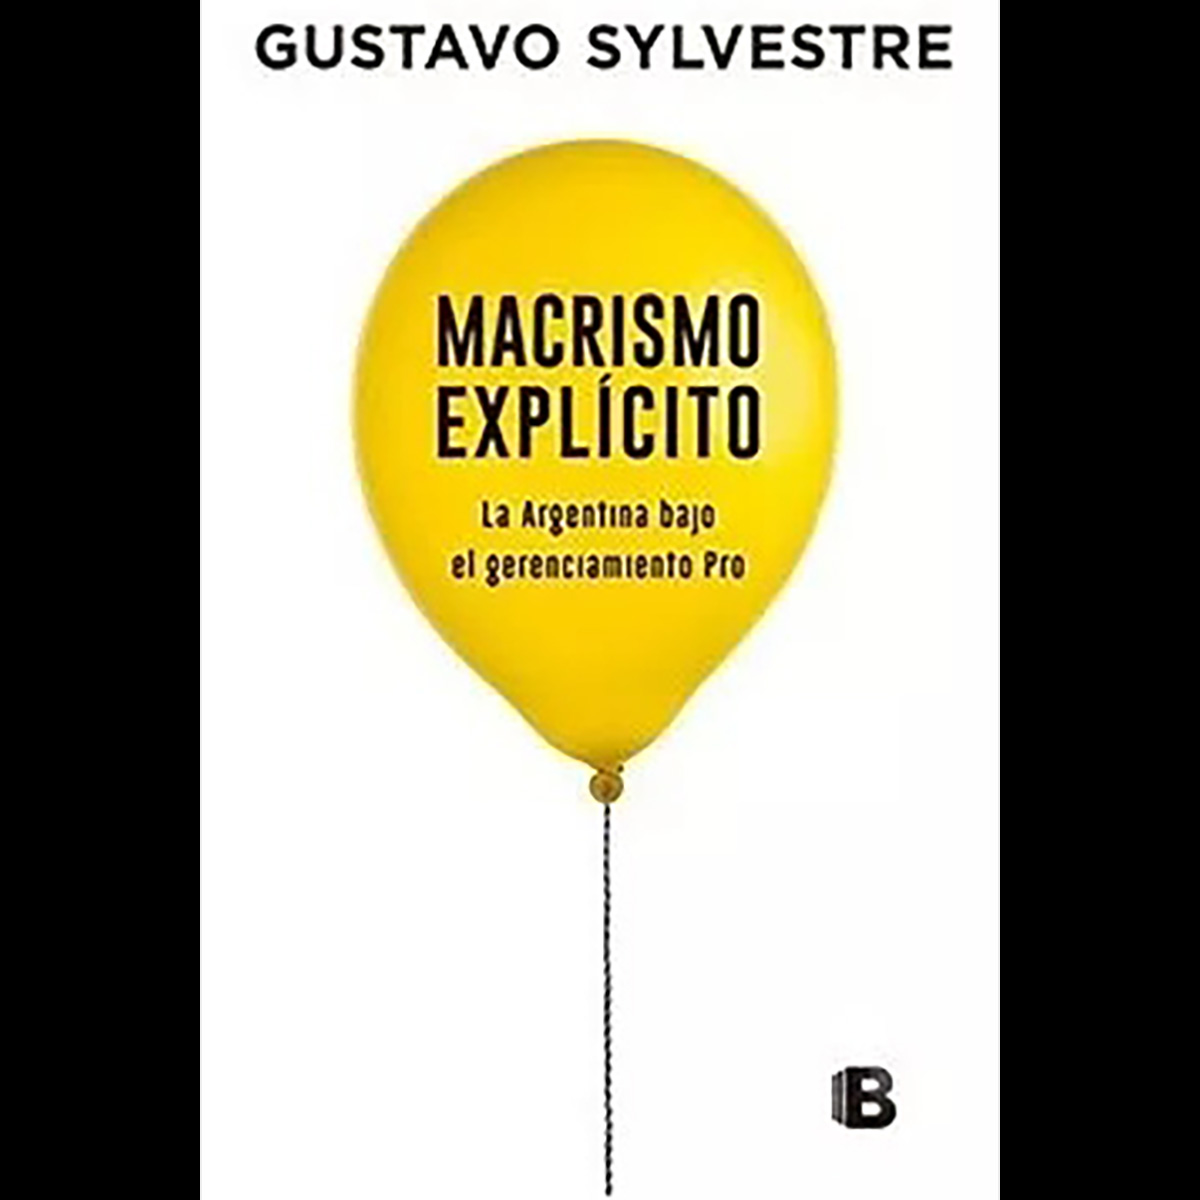 GUSTAVO SYLVESTRE
MACRISMO
EXPLÍCITO
La Argentina bajo
el gerenciamiento Pro
B